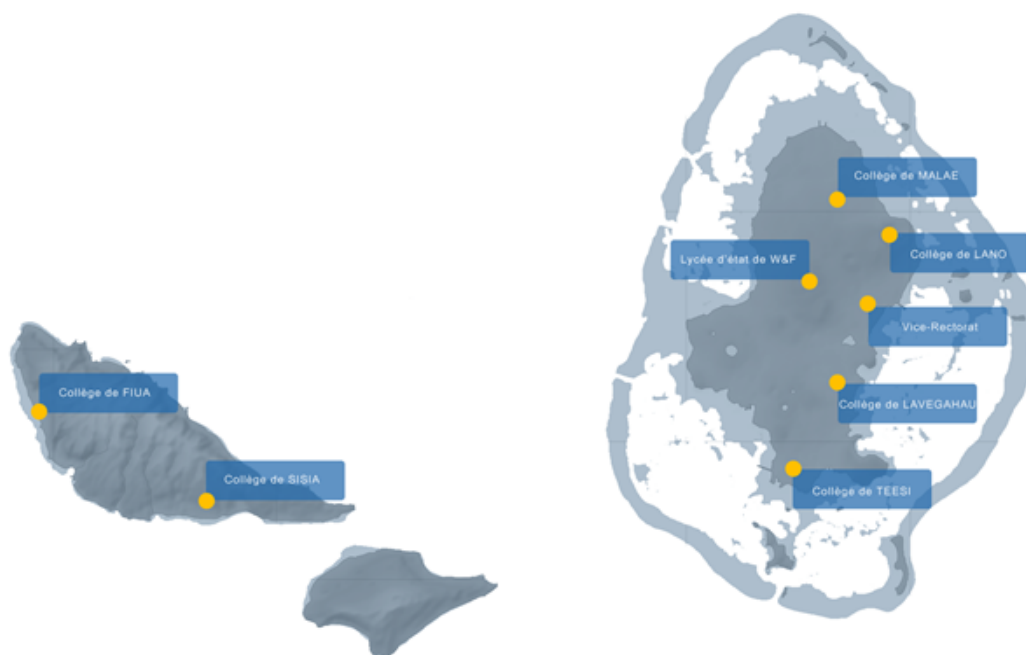 Collège de MALAE
Collège de LANO
Lycée d'état de W&F
Vice-Rectorat
Collège de FIUA
Collège de LAVEGAHAU
Collège de SISIA
Collège de TEESI